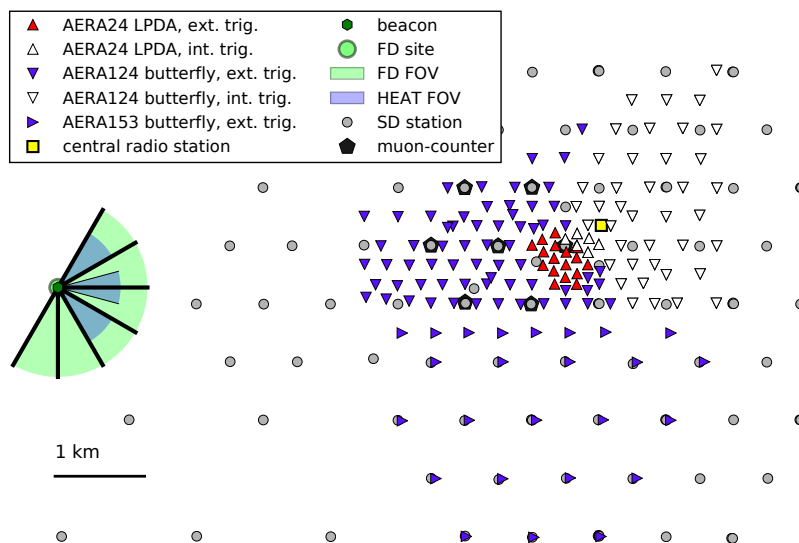 AERA24 LPDA, ext. trig.
AERA24 LPDA, int. trig.
AERA124 butterfly, ext. trig.
AERA124 butterfly, int. trig.
AERA153 butterfly, ext. trig.
central radio station
beacon
FD site
FD FOV
HEAT FOV
SD station
muon-counter
1 km